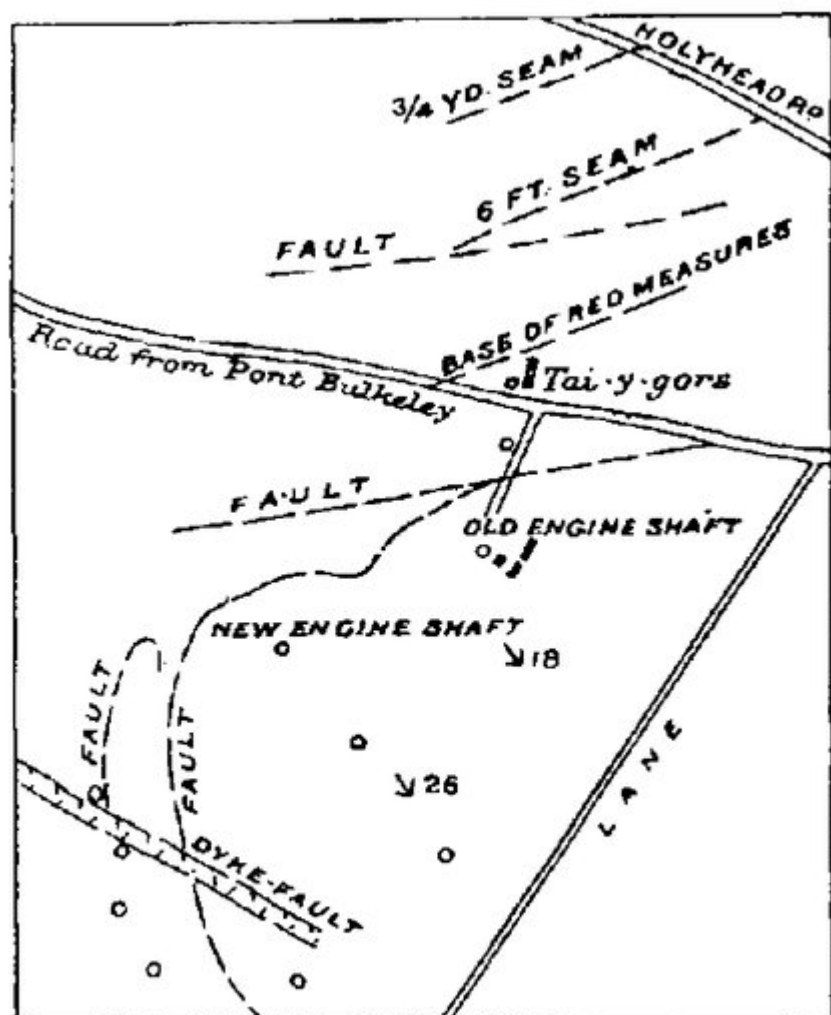 HOLYHEAD RD
3/4 YD. SEAM
6 FT. SEAM
FAULT
BASE OF RED MEASURES
Road from Pont Bulkeley
Tai-y-gors
FAULT
OLD ENGINE SHAFT
NEW ENGINE SHAFT
18
FAULT
FAULT
26
LANE
DYKE-FAULT